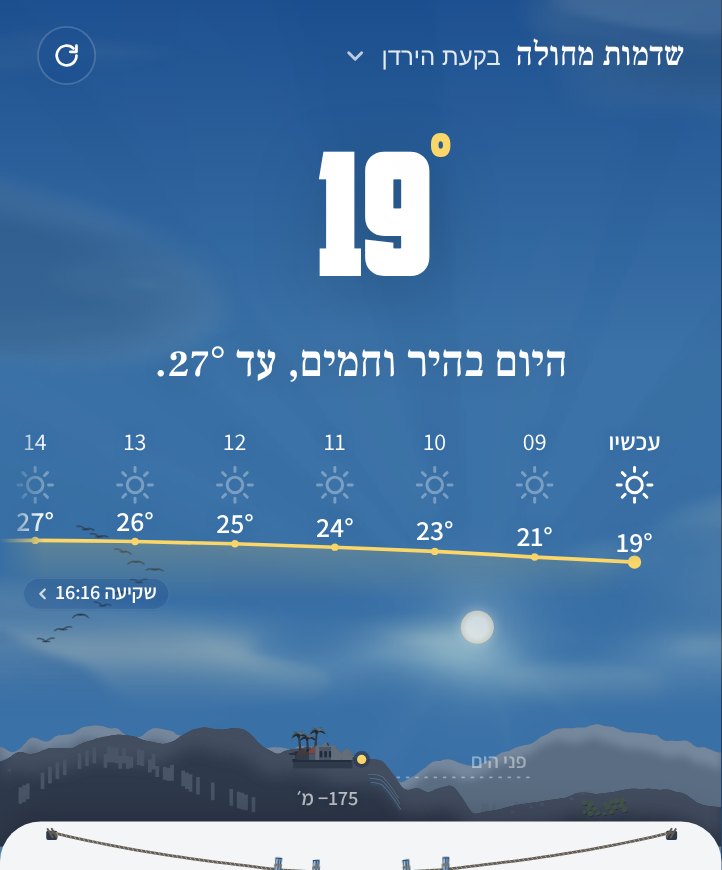 שדמות מחולה בקעת הירדן
19°
היום בהיר וחמים, עד 27°.
עכשיו 09 10 11 12 13 14
19° 21° 23° 24° 25° 26° 27°
שקיעה 16:16
פני הים
−175 מ׳